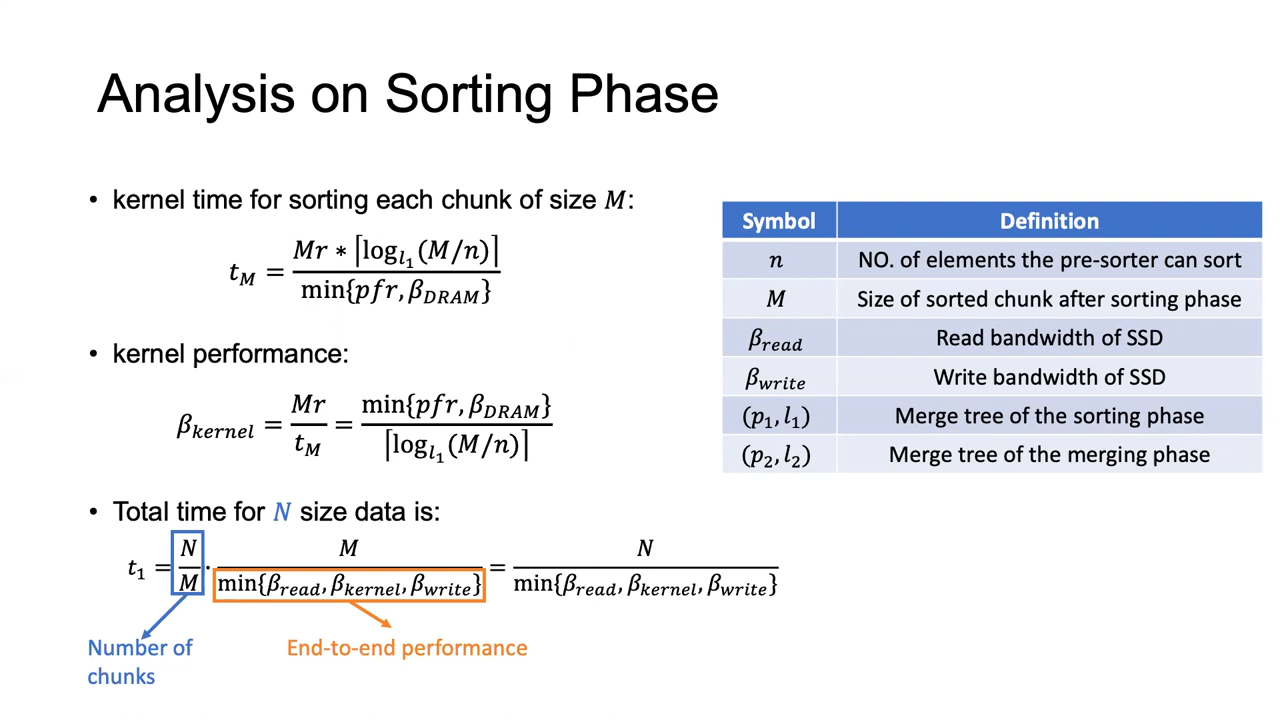 Analysis on Sorting Phase
• kernel time for sorting each chunk of size M:
t_M = Mr * ⌈log_{l_1}(M/n)⌉ / min{pfr, β_DRAM}
• kernel performance:
β_kernel = Mr / t_M = min{pfr, β_DRAM} / ⌈log_{l_1}(M/n)⌉
• Total time for N size data is:
t_1 = N/M · M / min{β_read, β_kernel, β_write} = N / min{β_read, β_kernel, β_write}
Number of
chunks
End-to-end performance
Symbol Definition
n NO. of elements the pre-sorter can sort
M Size of sorted chunk after sorting phase
β_read Read bandwidth of SSD
β_write Write bandwidth of SSD
(p_1, l_1) Merge tree of the sorting phase
(p_2, l_2) Merge tree of the merging phase